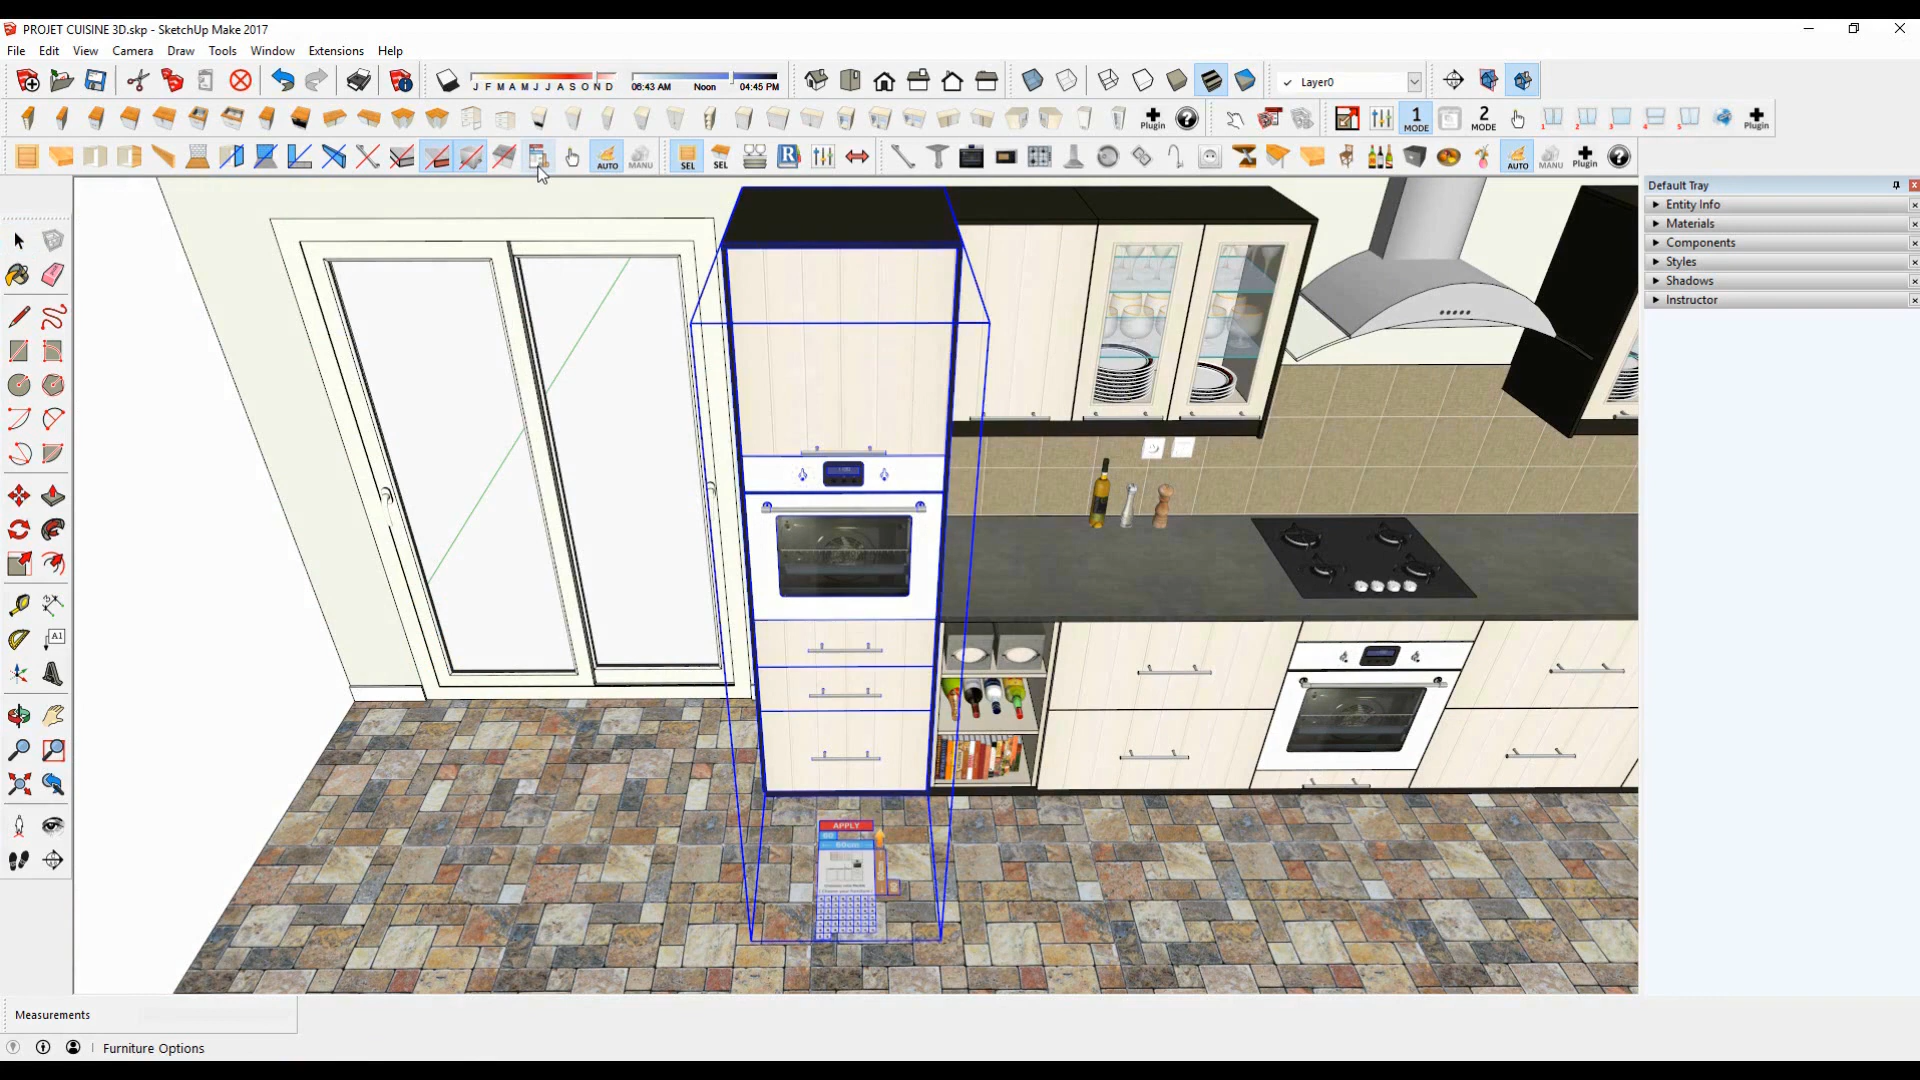 PROJET CUISINE 3D.skp - SketchUp Make 2017
File Edit View Camera Draw Tools Window Extensions Help
J F M A M J J A S O N D
06:43 AM Noon 04:45 PM
Layer0
Plugin
1 MODE
2 MODE
Plugin
AUTO
MANU
SEL
SEL
R
AUTO
MANU
Plugin
Default Tray
Entity Info
Materials
Components
Styles
Shadows
Instructor
A1
APPLY
60cm
Measurements
Furniture Options